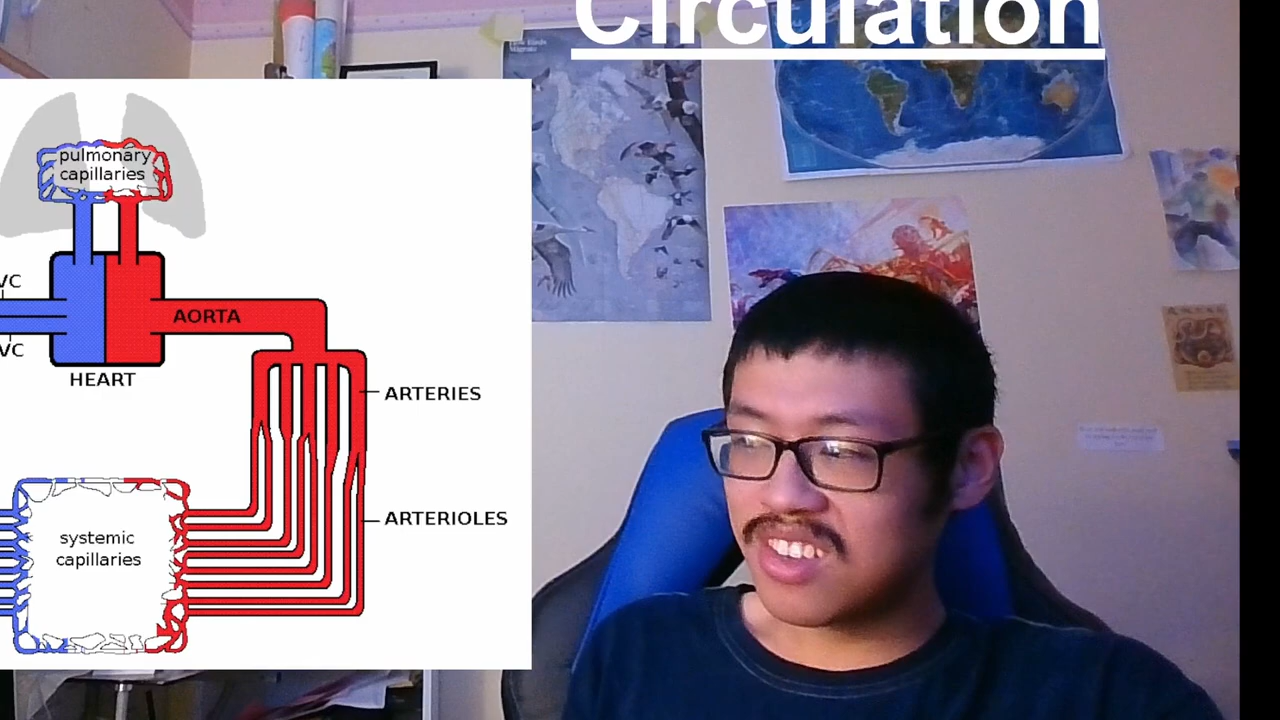 Circulation
pulmonary
capillaries
VC
AORTA
VC
HEART
ARTERIES
ARTERIOLES
systemic
capillaries